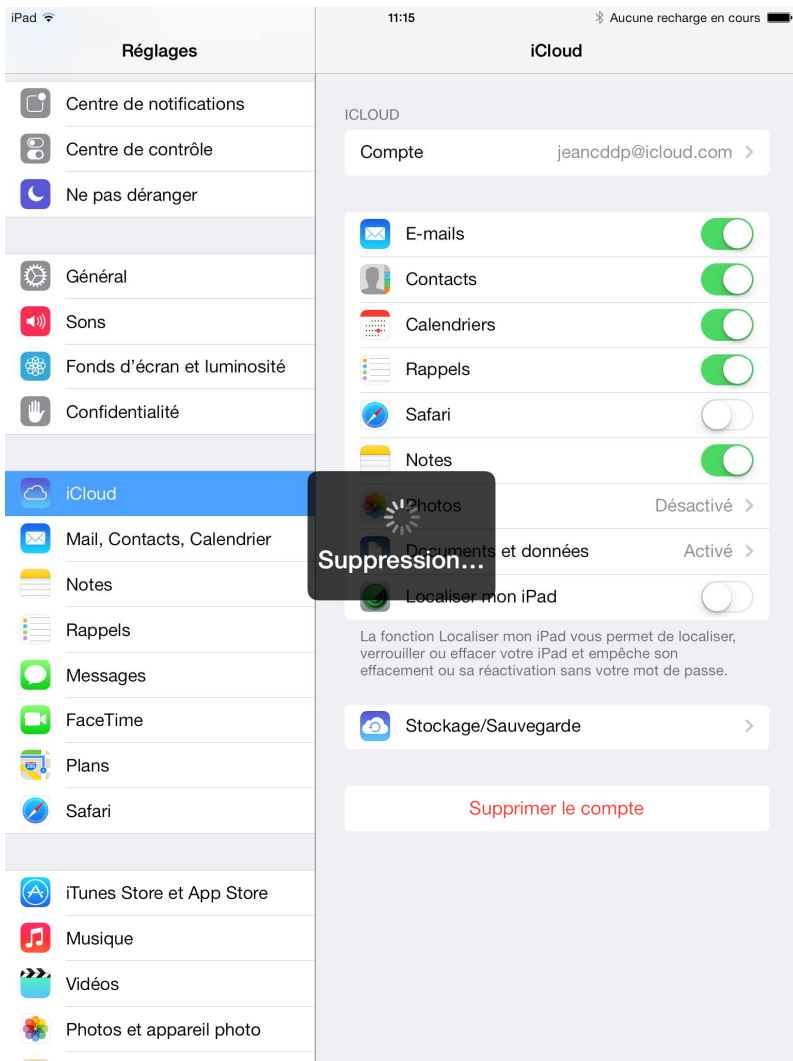 iPad
11:15
Aucune recharge en cours
Réglages
iCloud
Centre de notifications
Centre de contrôle
Ne pas déranger
Général
Sons
Fonds d’écran et luminosité
Confidentialité
iCloud
Mail, Contacts, Calendrier
Notes
Rappels
Messages
FaceTime
Plans
Safari
iTunes Store et App Store
Musique
Vidéos
Photos et appareil photo
ICLOUD
Compte jeancddp@icloud.com
E-mails
Contacts
Calendriers
Rappels
Safari
Notes
Photos Désactivé
Documents et données Activé
Localiser mon iPad
Suppression...
La fonction Localiser mon iPad vous permet de localiser,
verrouiller ou effacer votre iPad et empêche son
effacement ou sa réactivation sans votre mot de passe.
Stockage/Sauvegarde
Supprimer le compte